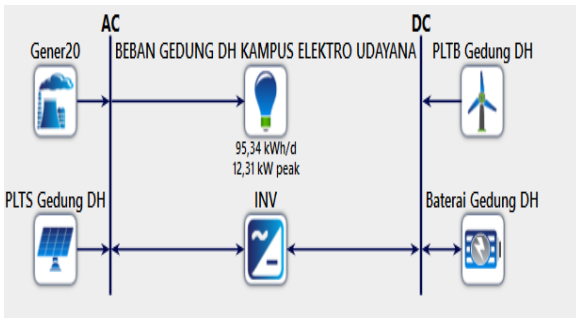 AC
DC
Gener20
BEBAN GEDUNG DH KAMPUS ELEKTRO UDAYANA
PLTB Gedung DH
95,34 kWh/d
12,31 kW peak
PLTS Gedung DH
INV
Baterai Gedung DH